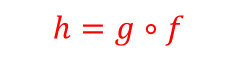 h = g ∘ f